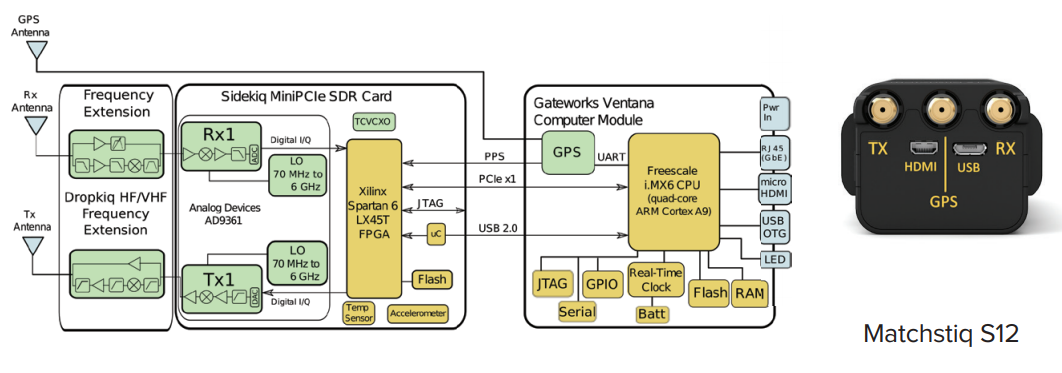 GPS
Antenna
Rx
Antenna
Tx
Antenna
Frequency
Extension
Dropkiq HF/VHF
Frequency
Extension
Sidekiq MiniPCIe SDR Card
Rx1
ADC
Digital I/Q
LO
70 MHz to
6 GHz
Analog Devices
AD9361
LO
70 MHz to
6 GHz
Tx1
DAC
Digital I/Q
TCVCXO
Xilinx
Spartan 6
LX45T
FPGA
uC
Flash
Temp
Sensor
Accelerometer
PPS
PCIe x1
JTAG
USB 2.0
Gateworks Ventana
Computer Module
GPS
UART
Freescale
i.MX6 CPU
(quad-core
ARM Cortex A9)
JTAG
Serial
GPIO
Real-Time
Clock
Batt
Flash
RAM
Pwr
In
RJ45
(GbE)
micro
HDMI
USB
OTG
LED
TX
HDMI
USB
RX
GPS
Matchstiq S12